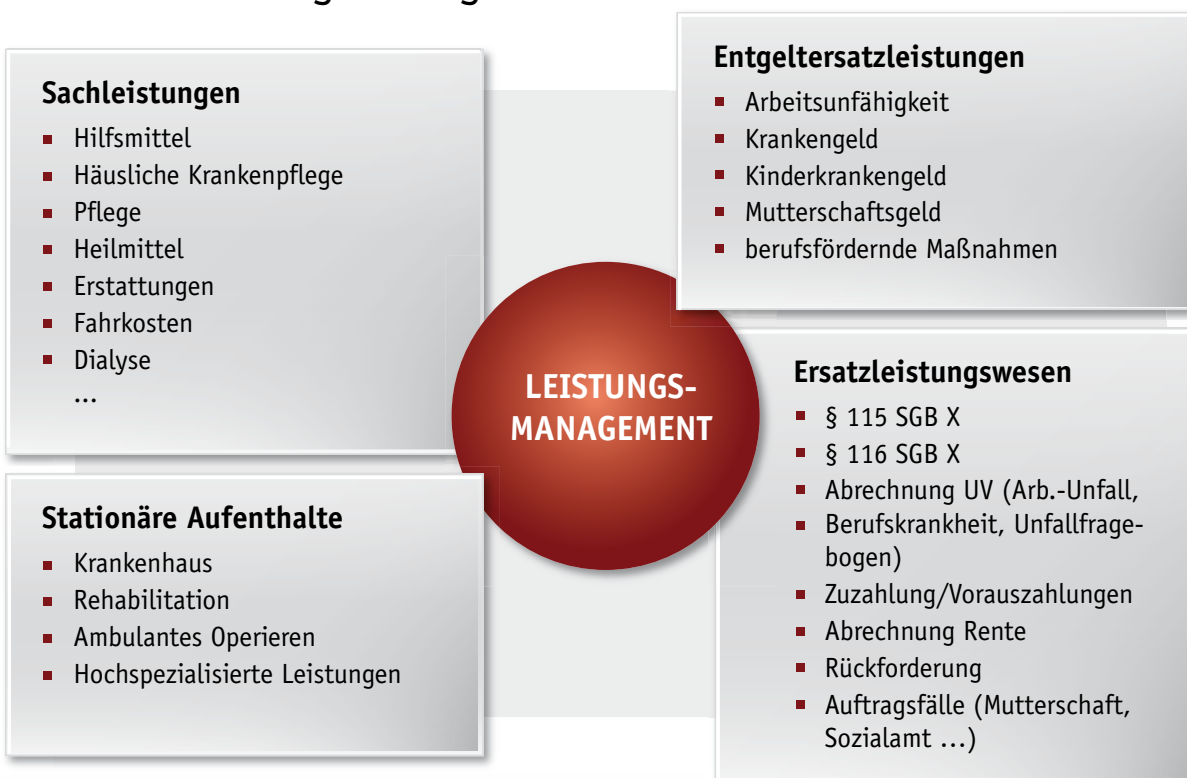 Sachleistungen
Hilfsmittel
Häusliche Krankenpflege
Pflege
Heilmittel
Erstattungen
Fahrkosten
Dialyse
...
Entgeltersatzleistungen
Arbeitsunfähigkeit
Krankengeld
Kinderkrankengeld
Mutterschaftsgeld
berufsfördernde Maßnahmen
LEISTUNGS-
MANAGEMENT
Stationäre Aufenthalte
Krankenhaus
Rehabilitation
Ambulantes Operieren
Hochspezialisierte Leistungen
Ersatzleistungswesen
§ 115 SGB X
§ 116 SGB X
Abrechnung UV (Arb.-Unfall,
Berufskrankheit, Unfallfrage-
bogen)
Zuzahlung/Vorauszahlungen
Abrechnung Rente
Rückforderung
Auftragsfälle (Mutterschaft,
Sozialamt ...)